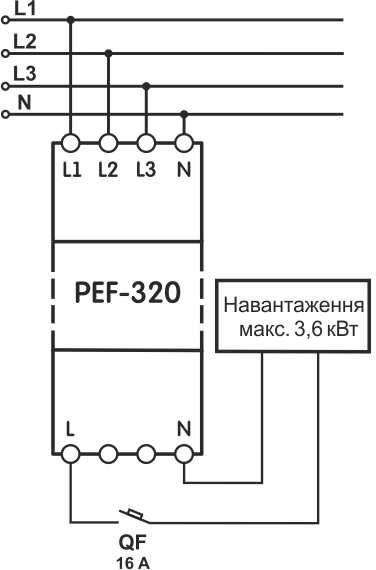 L1
L2
L3
N
L1 L2 L3 N
PEF-320
Навантаження
макс. 3,6 кВт
L N
QF
16 A